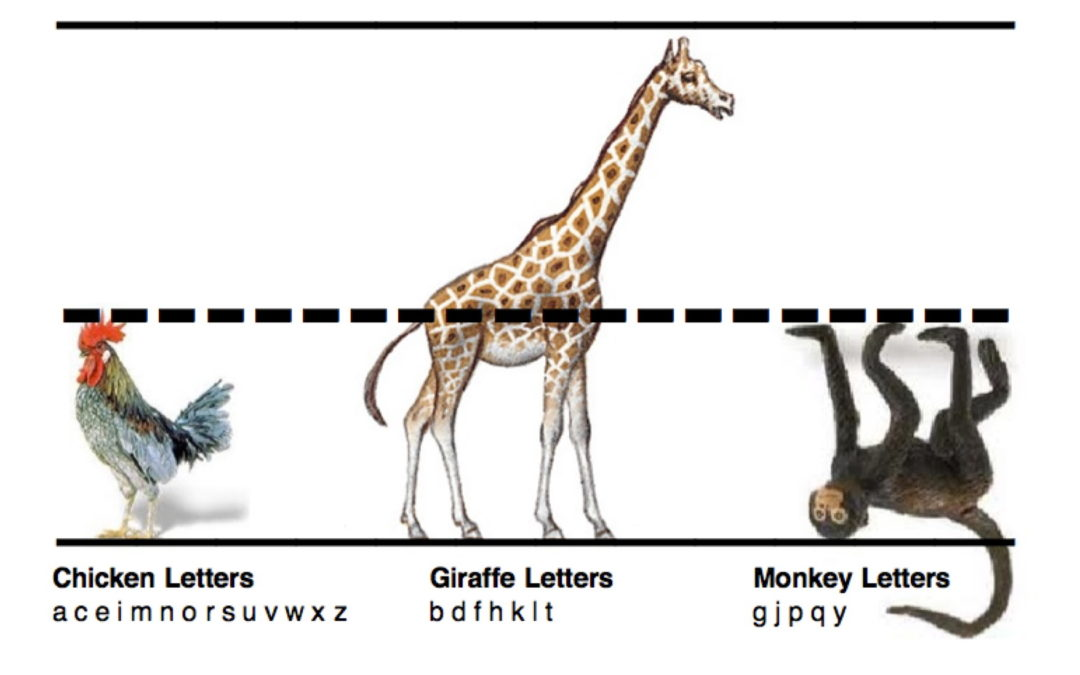 Chicken Letters
a c e i m n o r s u v w x z
Giraffe Letters
b d f h k l t
Monkey Letters
g j p q y